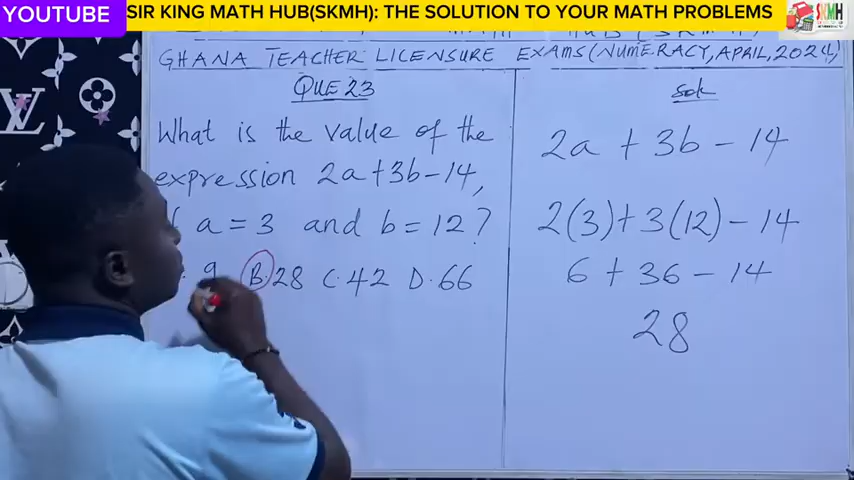 YOUTUBE
SIR KING MATH HUB(SKMH): THE SOLUTION TO YOUR MATH PROBLEMS
SKMH
GHANA TEACHER LICENSURE EXAMS (NUMERACY, APRIL, 2024)
QUE 23
What is the value of the
expression 2a+3b-14,
a = 3 and b = 12?
9 B. 28 C. 42 D. 66
Sol
2a + 3b - 14
2(3) + 3(12) - 14
6 + 36 - 14
28